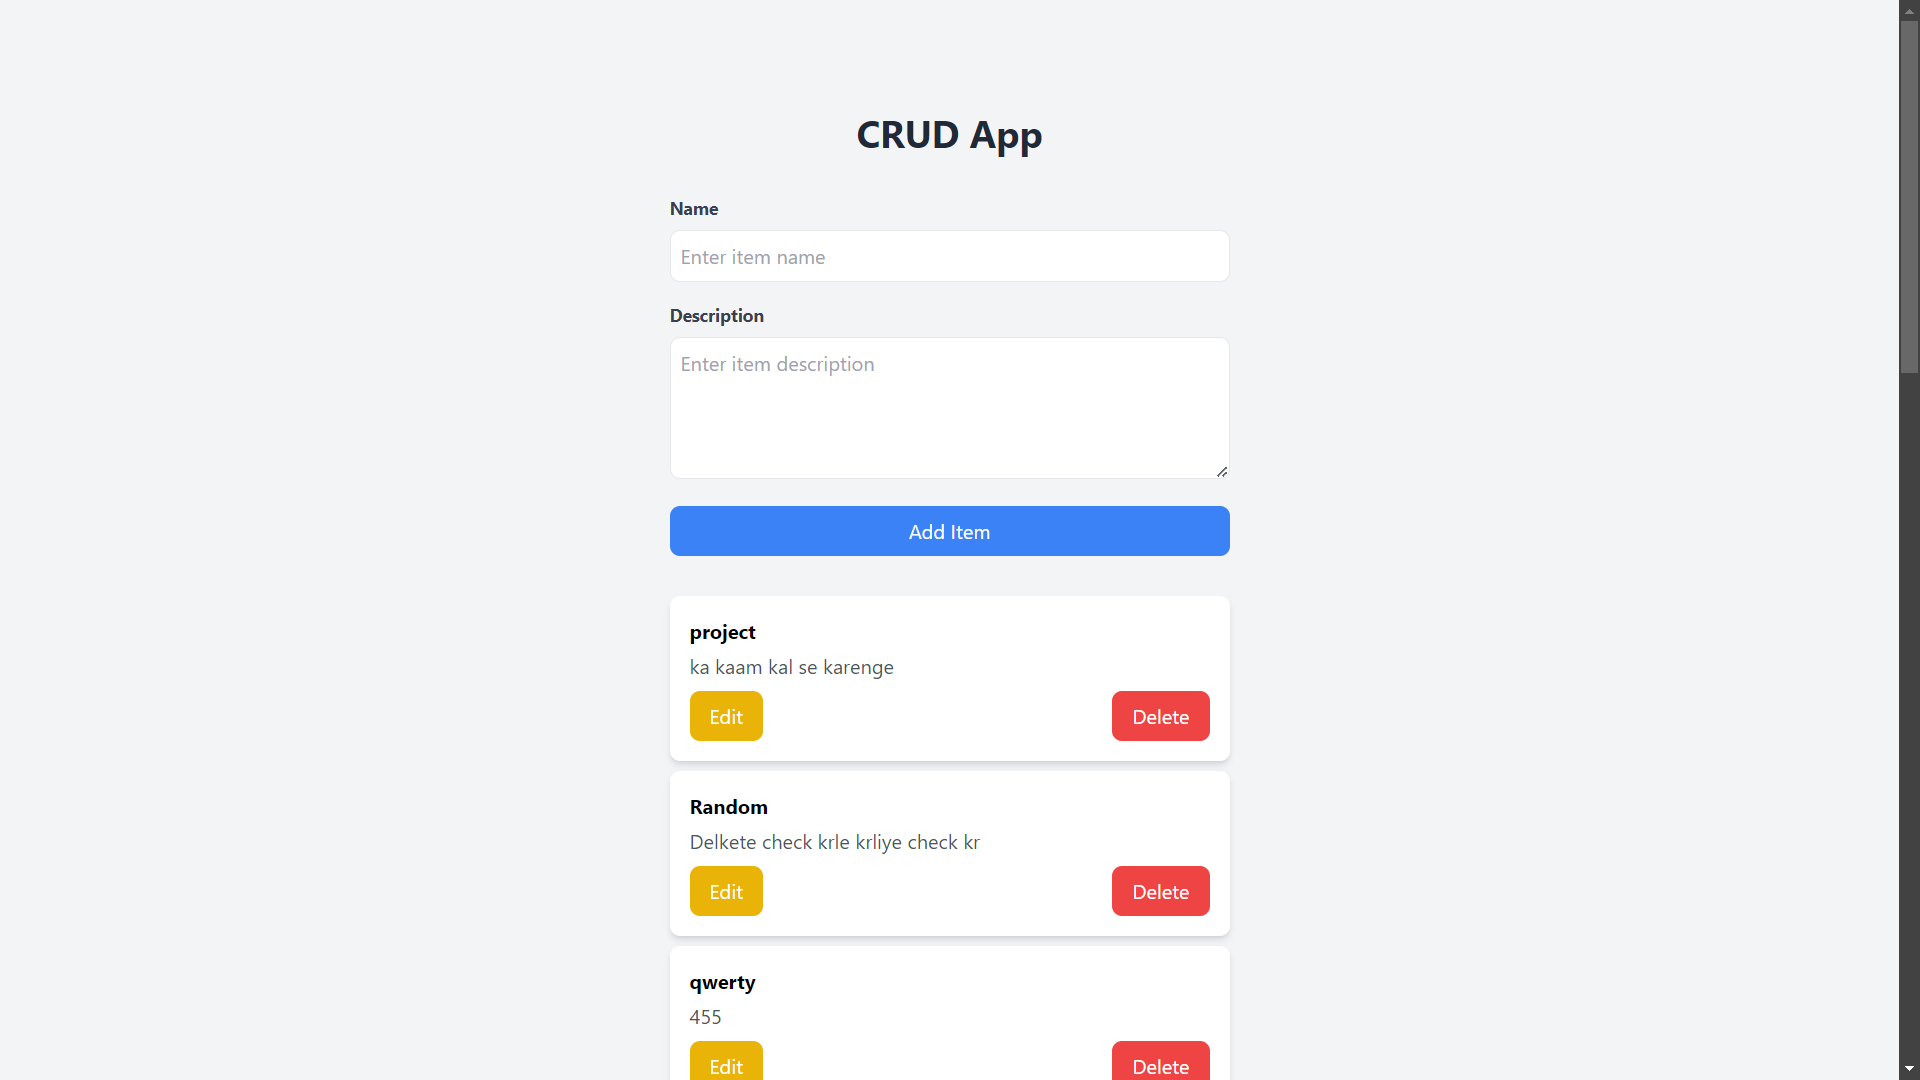 CRUD App
Name
Enter item name
Description
Enter item description
Add Item
project
ka kaam kal se karenge
Edit
Delete
Random
Delkete check krle krliye check kr
Edit
Delete
qwerty
455
Edit
Delete